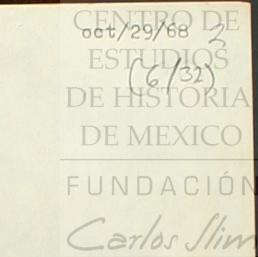 CENTRO DE
oct/29/68 2
ESTUDIOS
(6/32)
DE HISTORIA
DE MEXICO
FUNDACIÓN
Carlos Slim